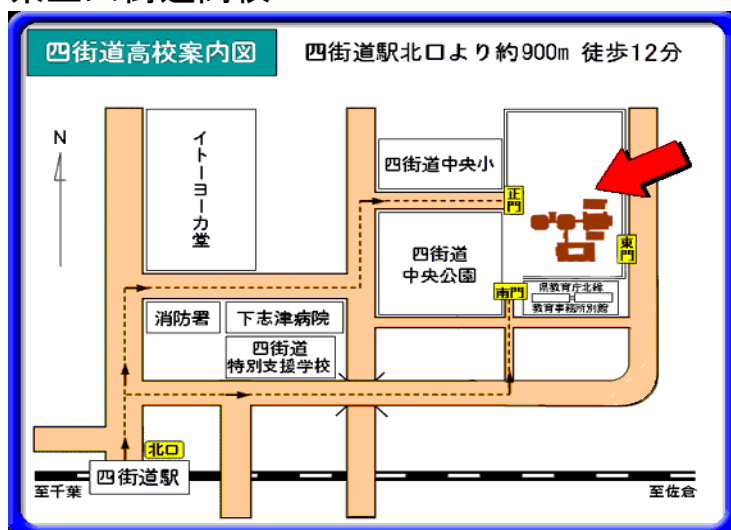 四街道高校案内図
四街道駅北口より約900m 徒歩12分
N
イトーヨーカ堂
四街道中央小
正門
四街道
中央公園
東門
南門
県教育庁北総
教育事務所別館
消防署
下志津病院
四街道
特別支援学校
北口
四街道駅
至千葉
至佐倉